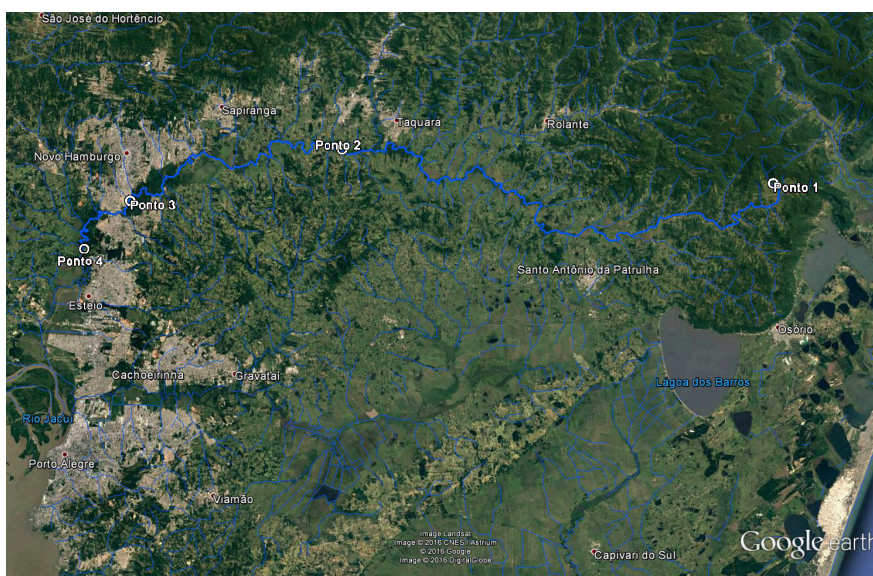 São José do Hortêncio
Sapiranga
Taquara
Rolante
Ponto 2
Novo Hamburgo
Ponto 1
Ponto 3
Ponto 4
Santo Antônio da Patrulha
Esteio
Osório
Cachoeirinha
Gravataí
Lagoa dos Barros
Rio Jacuí
Porto Alegre
Viamão
Image Landsat
Image © 2016 CNES / Astrium
© 2016 Google
Image © 2016 DigitalGlobe
Capivari do Sul
Google earth